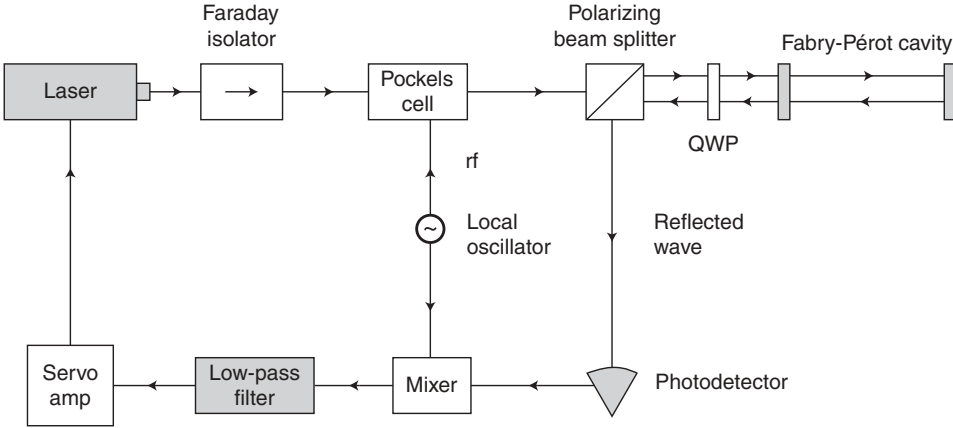 Faraday
isolator
Polarizing
beam splitter
Fabry-Pérot cavity
Laser
Pockels
cell
QWP
rf
Local
oscillator
~
Reflected
wave
Servo
amp
Low-pass
filter
Mixer
Photodetector